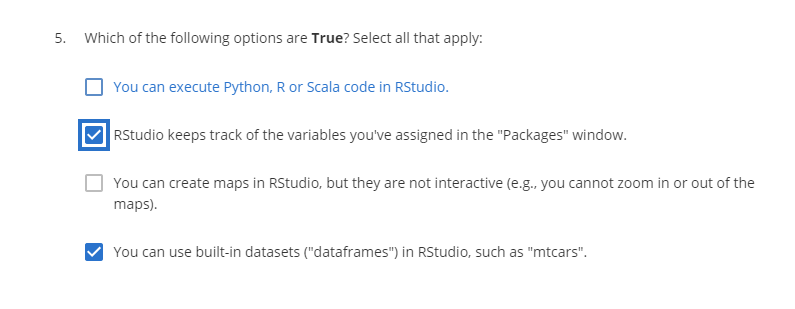 5. Which of the following options are True? Select all that apply:
You can execute Python, R or Scala code in RStudio.
RStudio keeps track of the variables you've assigned in the "Packages" window.
You can create maps in RStudio, but they are not interactive (e.g., you cannot zoom in or out of the
maps).
You can use built-in datasets ("dataframes") in RStudio, such as "mtcars".